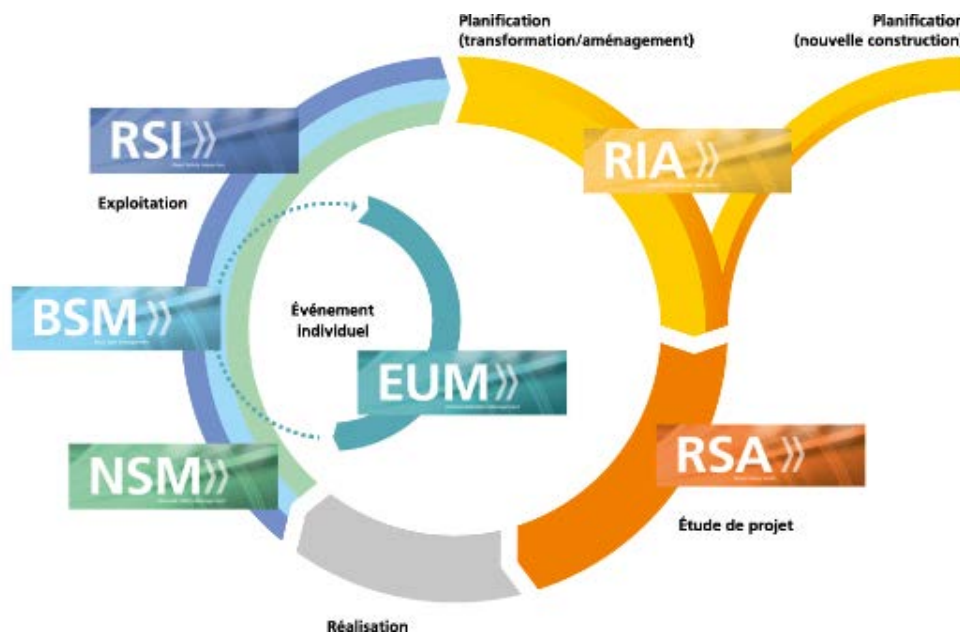 Planification
(transformation/aménagement)
Planification
(nouvelle construction)
RSI
RIA
Exploitation
BSM
Événement
individuel
EUM
NSM
RSA
Étude de projet
Réalisation